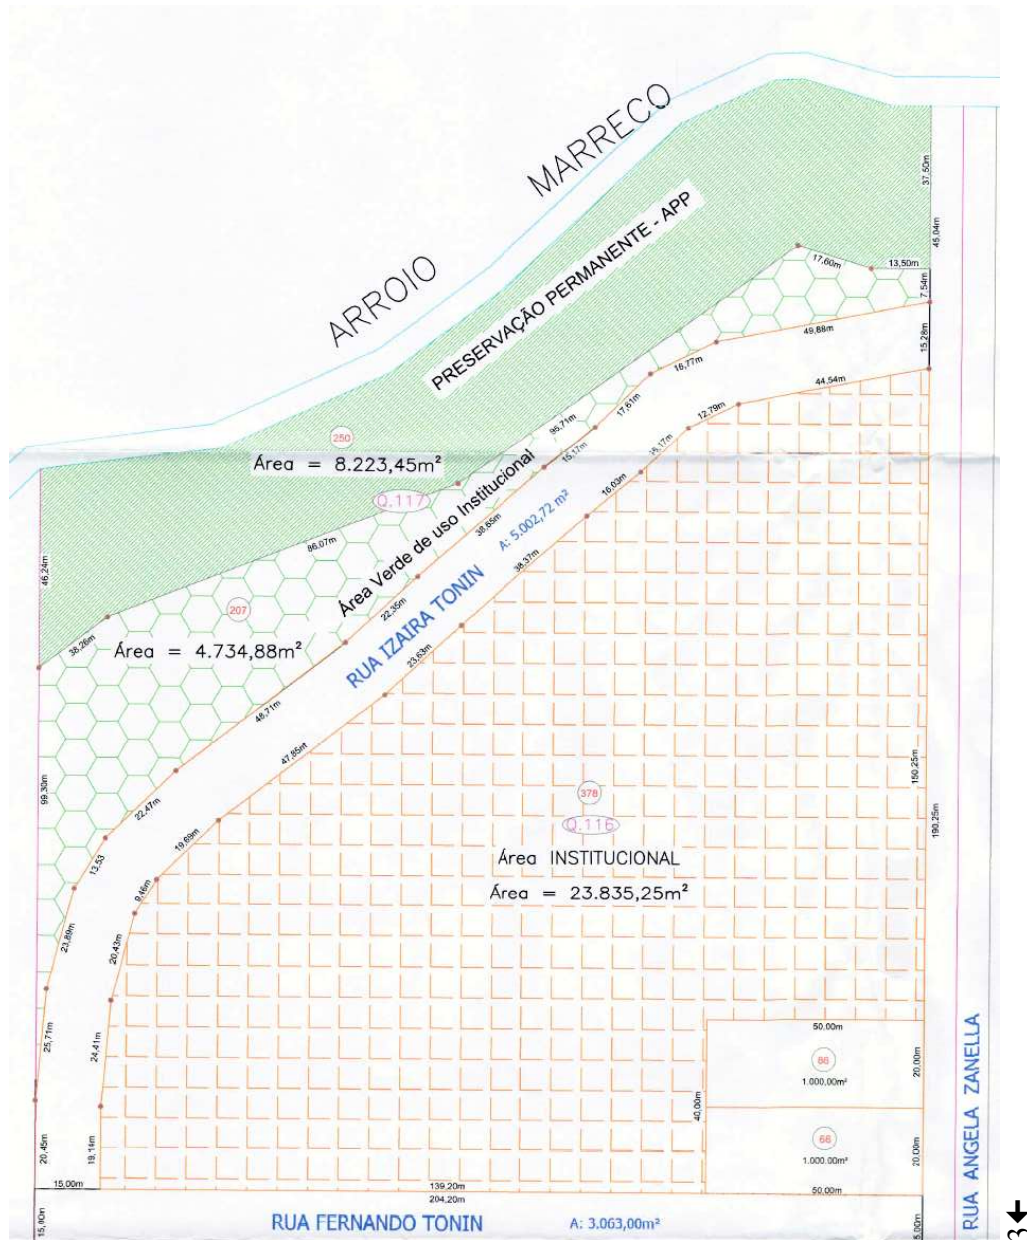 ARROIO MARRECO
37,50m
45,04m
PRESERVAÇÃO PERMANENTE - APP
17,60m
13,50m
7,54m
49,88m
15,28m
16,77m
44,54m
17,61m
12,79m
95,71m
15,17m
250
Área = 8.223,45m²
Q.117
16,03m
Área Verde de uso Institucional
38,65m
A: 5.002,72 m²
86,07m
46,24m
38,37m
22,35m
RUA IZAIRA TONIN
207
38,26m
Área = 4.734,88m²
23,63m
48,71m
47,85m
99,30m
22,47m
150,25m
378
Q.116
190,25m
19,69m
13,53
Área INSTITUCIONAL
9,46m
Área = 23.835,25m²
23,89m
20,43m
25,71m
24,41m
50,00m
86
1.000,00m²
20,00m
40,00m
66
1.000,00m²
20,00m
50,00m
20,45m
19,14m
15,00m
139,20m
204,20m
RUA FERNANDO TONIN
A: 3.063,00m²
RUA ANGELA ZANELLA